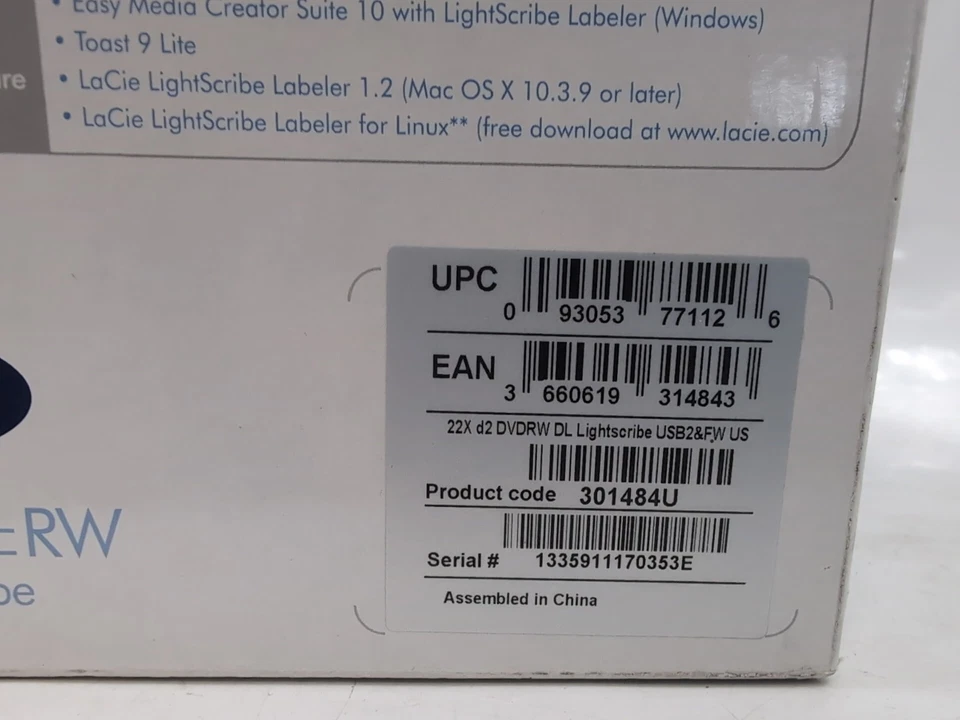 • Easy Media Creator Suite 10 with LightScribe Labeler (Windows)
• Toast 9 Lite
re
• LaCie LightScribe Labeler 1.2 (Mac OS X 10.3.9 or later)
• LaCie LightScribe Labeler for Linux** (free download at www.lacie.com)
UPC
0 93053 77112 6
EAN
3 660619 314843
22X d2 DVDRW DL Lightscribe USB2&FW US
Product code 301484U
Serial # 1335911170353E
Assembled in China
±RW
be